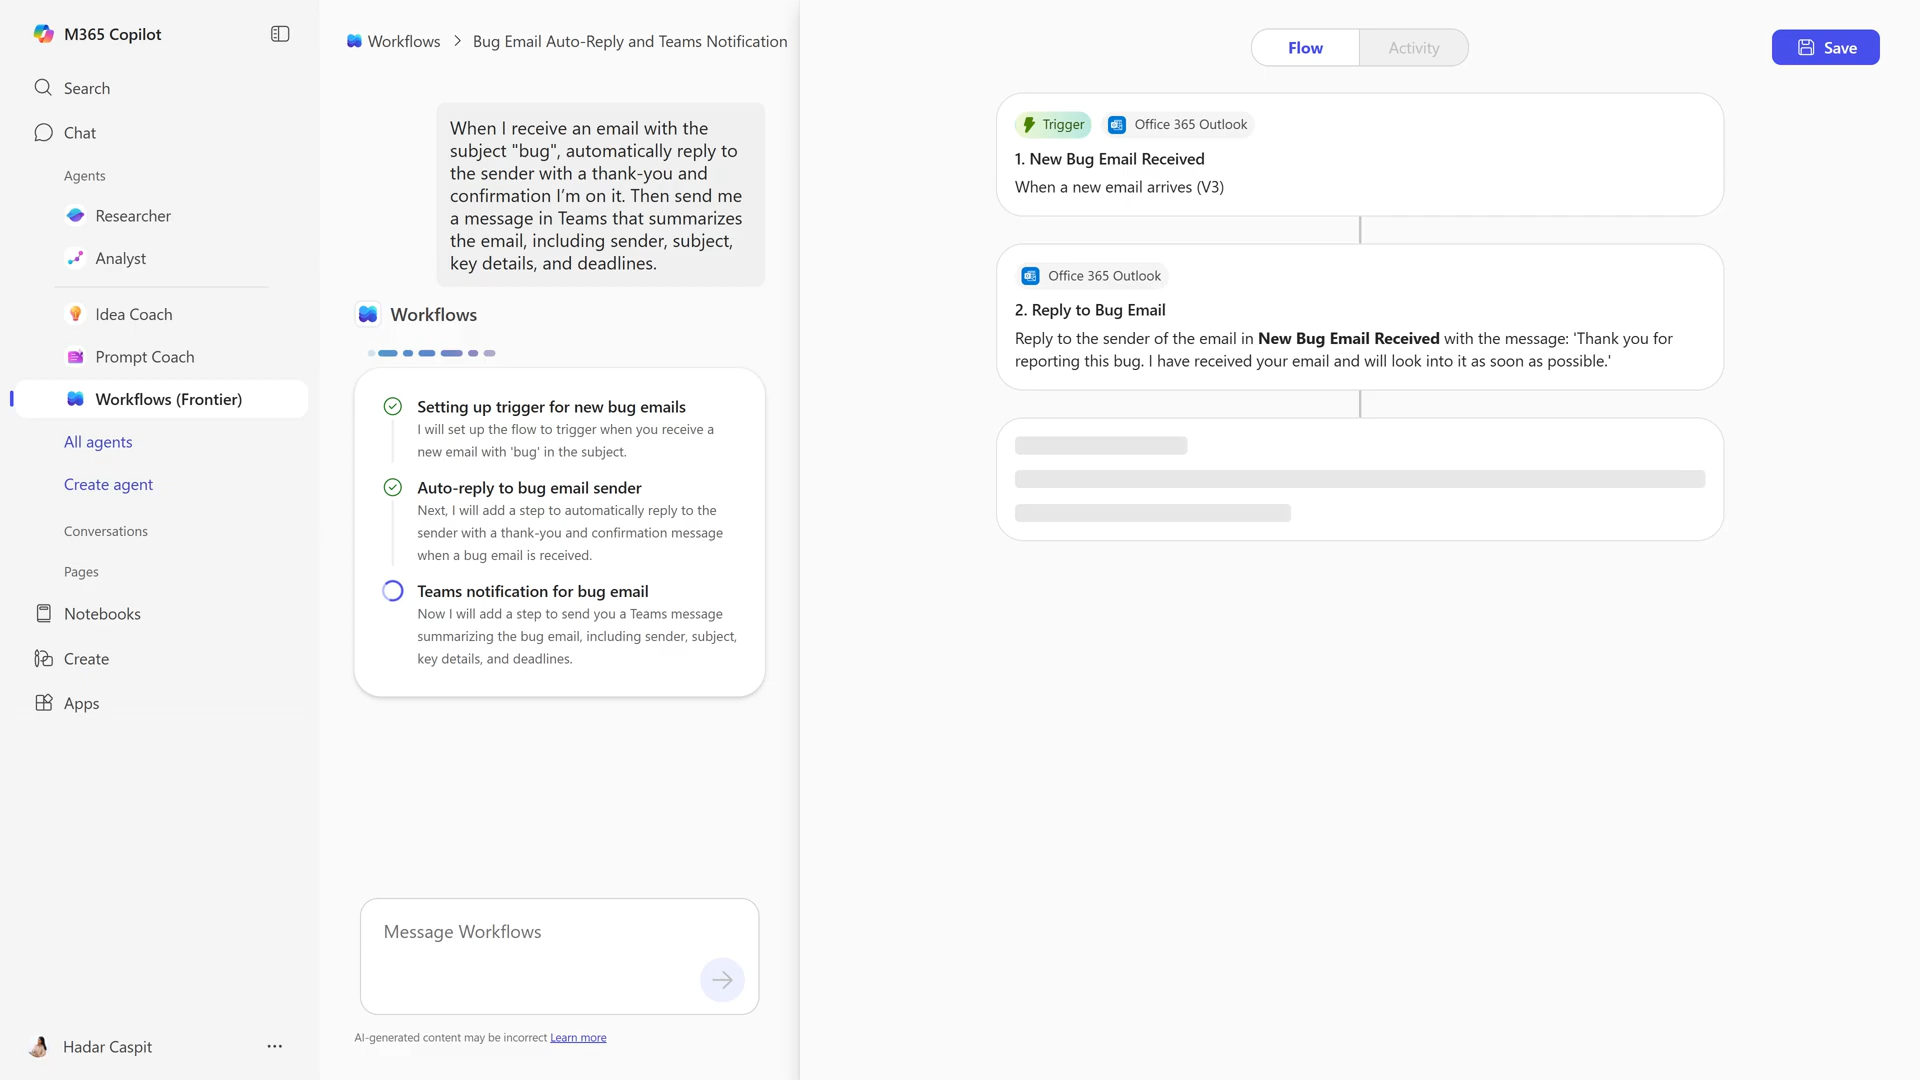 M365 Copilot
Search
Chat
Agents
Researcher
Analyst
Idea Coach
Prompt Coach
Workflows (Frontier)
All agents
Create agent
Conversations
Pages
Notebooks
Create
Apps
Hadar Caspit
Workflows > Bug Email Auto-Reply and Teams Notification
When I receive an email with the
subject "bug", automatically reply to
the sender with a thank-you and
confirmation I’m on it. Then send me
a message in Teams that summarizes
the email, including sender, subject,
key details, and deadlines.
Workflows
Setting up trigger for new bug emails
I will set up the flow to trigger when you receive a
new email with 'bug' in the subject.
Auto-reply to bug email sender
Next, I will add a step to automatically reply to the
sender with a thank-you and confirmation message
when a bug email is received.
Teams notification for bug email
Now I will add a step to send you a Teams message
summarizing the bug email, including sender, subject,
key details, and deadlines.
Message Workflows
AI-generated content may be incorrect Learn more
Flow
Activity
Save
Trigger
Office 365 Outlook
1. New Bug Email Received
When a new email arrives (V3)
Office 365 Outlook
2. Reply to Bug Email
Reply to the sender of the email in New Bug Email Received with the message: 'Thank you for
reporting this bug. I have received your email and will look into it as soon as possible.'